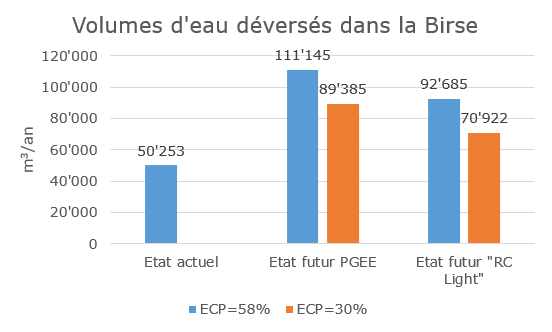 Volumes d'eau déversés dans la Birse
m³/an
120'000
100'000
80'000
60'000
40'000
20'000
0
50'253
111'145
89'385
92'685
70'922
Etat actuel
Etat futur PGEE
Etat futur "RC
Light"
ECP=58%
ECP=30%